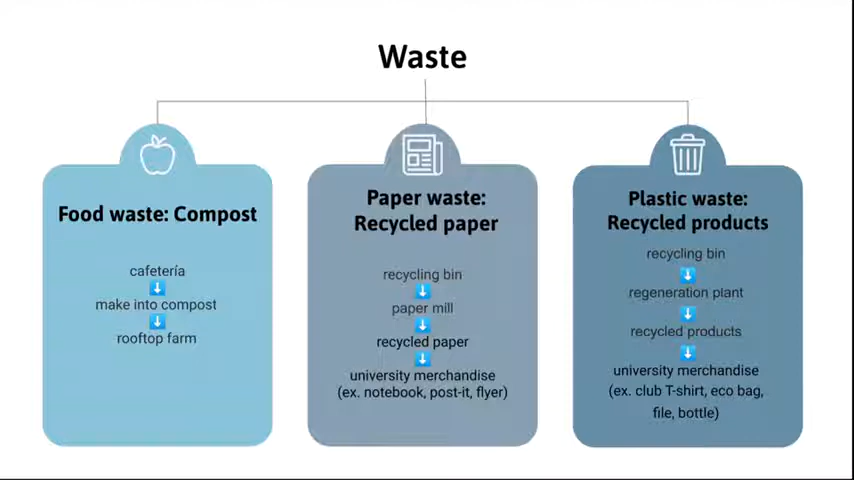 Waste
Food waste: Compost
cafetería
⬇️
make into compost
⬇️
rooftop farm
Paper waste:
Recycled paper
recycling bin
⬇️
paper mill
⬇️
recycled paper
⬇️
university merchandise
(ex. notebook, post-it, flyer)
Plastic waste:
Recycled products
recycling bin
⬇️
regeneration plant
⬇️
recycled products
⬇️
university merchandise
(ex. club T-shirt, eco bag,
file, bottle)